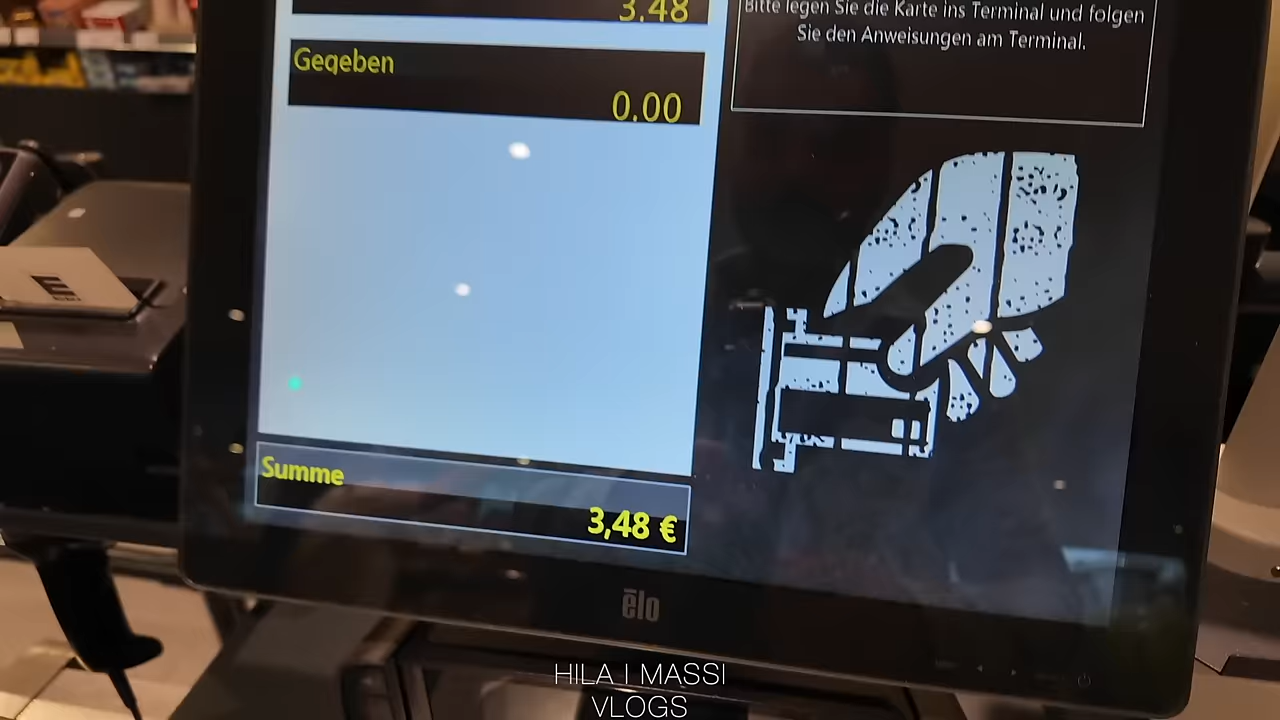 3.48
Bitte legen Sie die Karte ins Terminal und folgen
Sie den Anweisungen am Terminal.
Gegeben
0.00
E
Summe
3,48 €
ēlo
HILA I MASSI
VLOGS